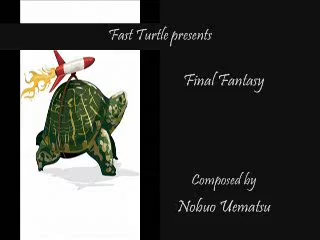 Fast Turtle presents
Final Fantasy
Composed by
Nobuo Uematsu